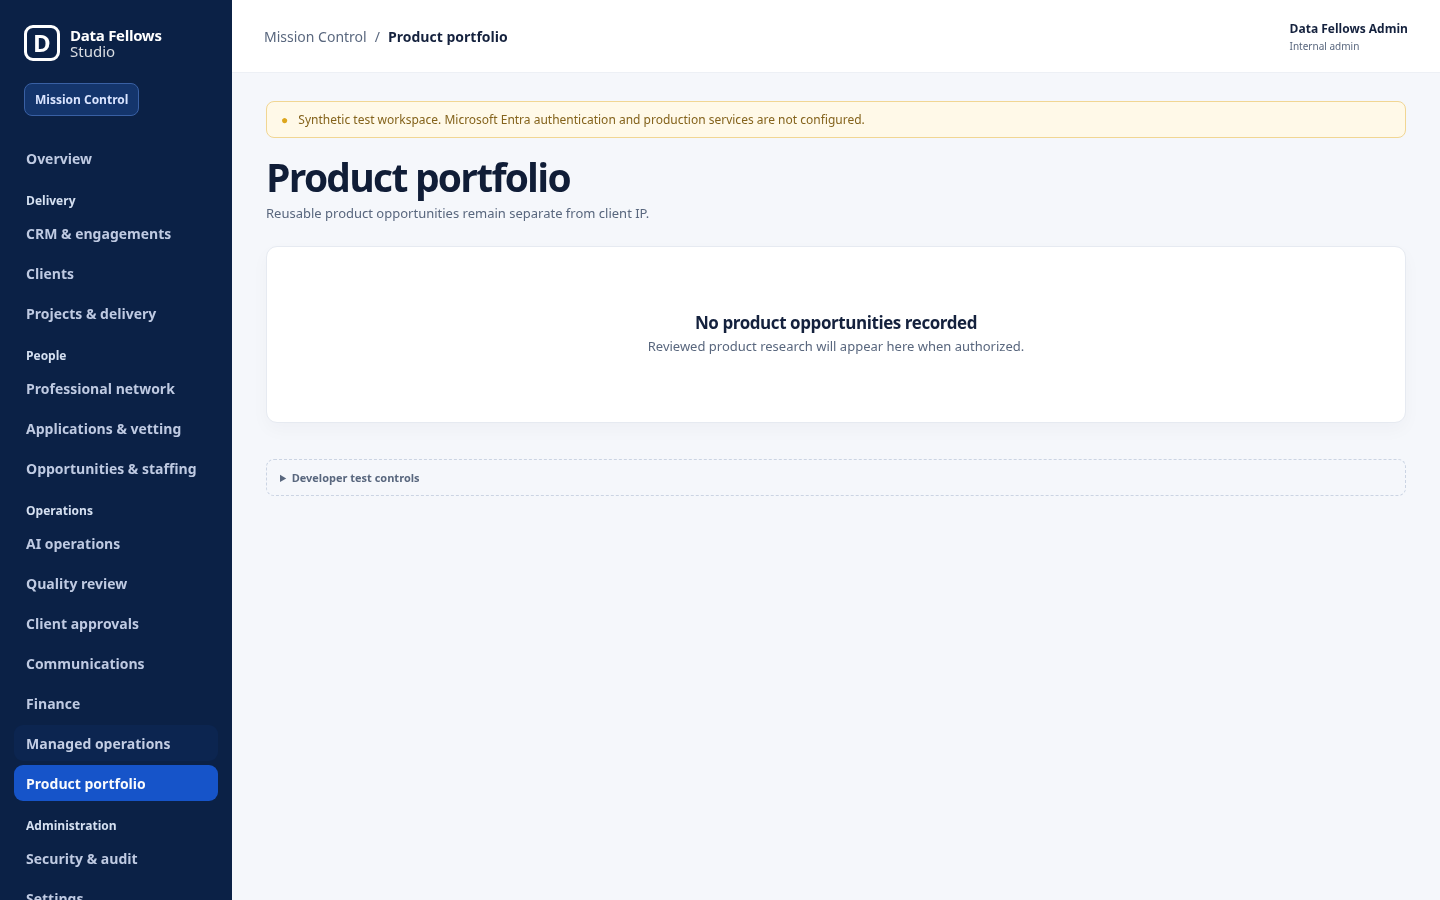 D
Data Fellows
Studio
Mission Control
Overview
Delivery
CRM & engagements
Clients
Projects & delivery
People
Professional network
Applications & vetting
Opportunities & staffing
Operations
AI operations
Quality review
Client approvals
Communications
Finance
Managed operations
Product portfolio
Administration
Security & audit
Settings
Mission Control / Product portfolio
Data Fellows Admin
Internal admin
Synthetic test workspace. Microsoft Entra authentication and production services are not configured.
Product portfolio
Reusable product opportunities remain separate from client IP.
No product opportunities recorded
Reviewed product research will appear here when authorized.
Developer test controls